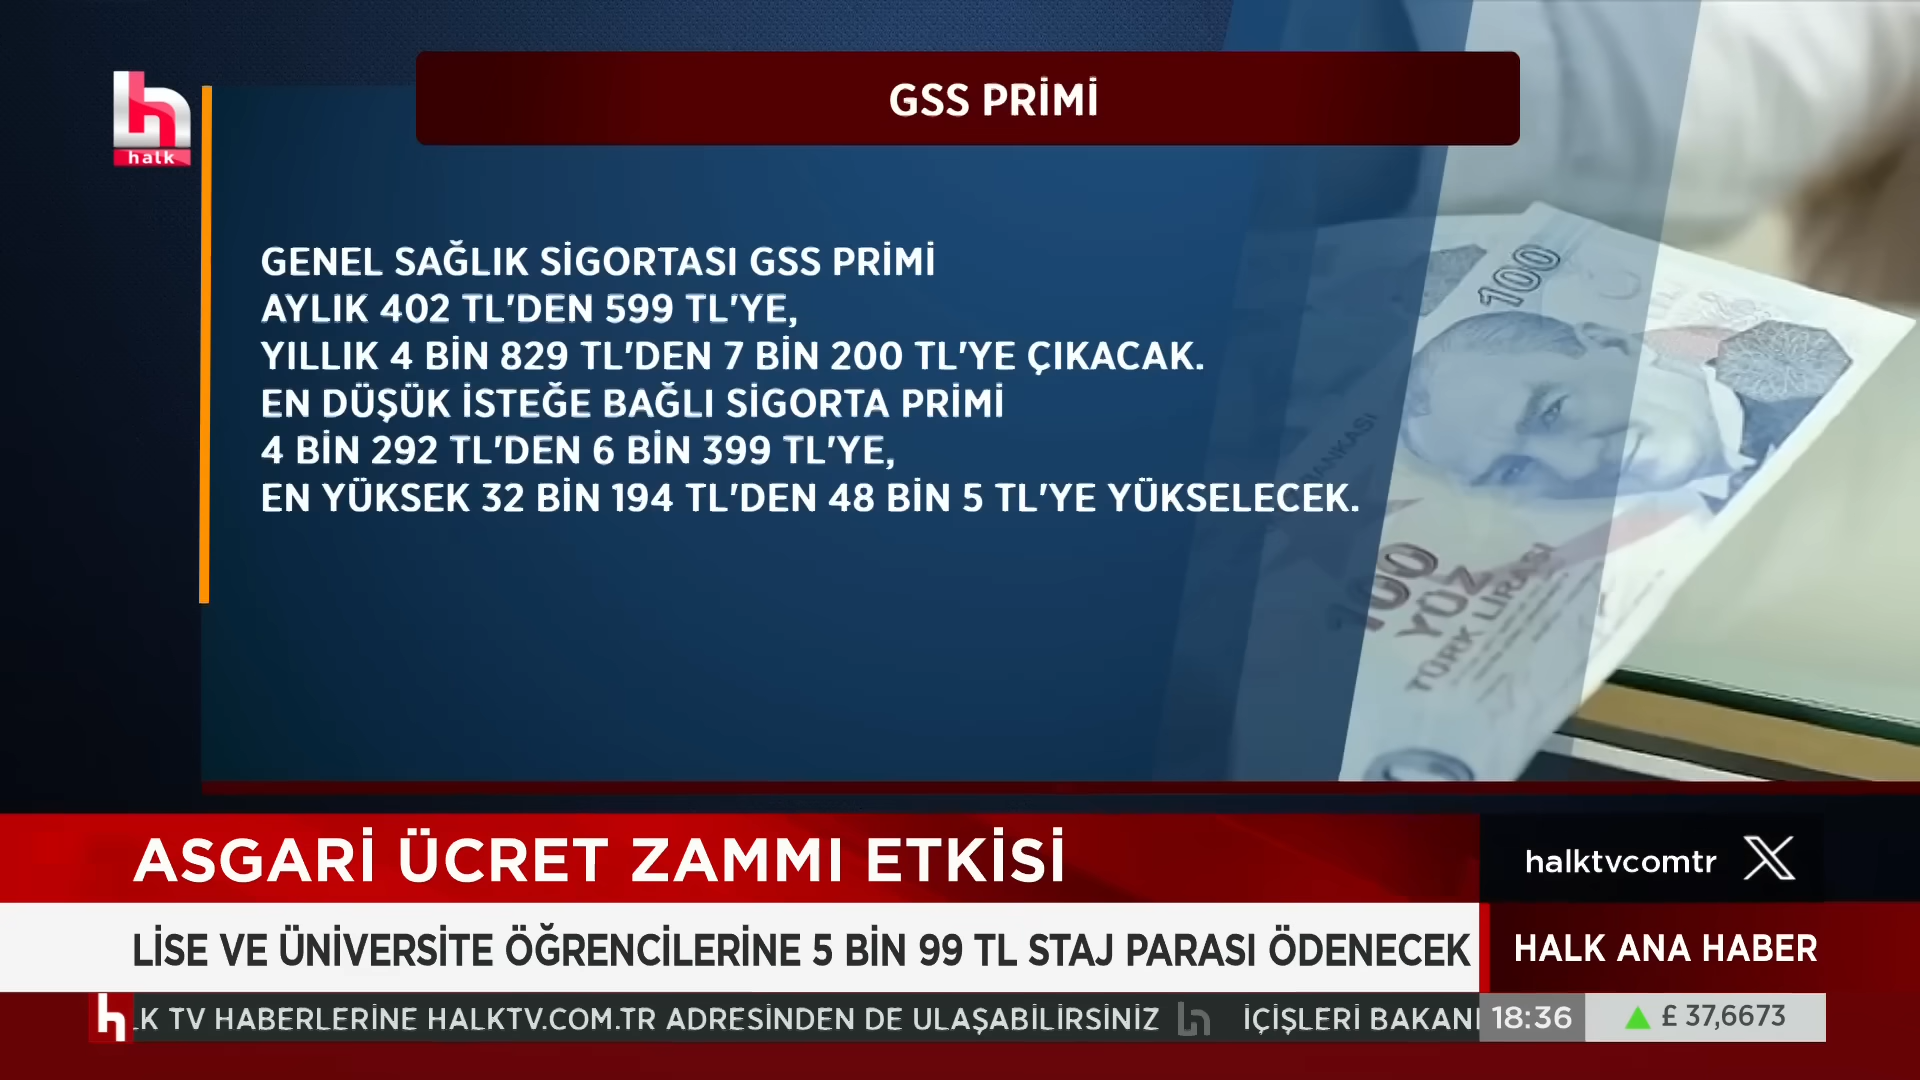 halk
GSS PRİMİ
GENEL SAĞLIK SİGORTASI GSS PRİMİ
AYLIK 402 TL'DEN 599 TL'YE,
YILLIK 4 BİN 829 TL'DEN 7 BİN 200 TL'YE ÇIKACAK.
EN DÜŞÜK İSTEĞE BAĞLI SİGORTA PRİMİ
4 BİN 292 TL'DEN 6 BİN 399 TL'YE,
EN YÜKSEK 32 BİN 194 TL'DEN 48 BİN 5 TL'YE YÜKSELECEK.
100
100
YÜZ
TÜRK LİRASI
ASGARİ ÜCRET ZAMMI ETKİSİ
halktvcomtr X
LİSE VE ÜNİVERSİTE ÖĞRENCİLERİNE 5 BİN 99 TL STAJ PARASI ÖDENECEK
HALK ANA HABER
LK TV HABERLERİNE HALKTV.COM.TR ADRESİNDEN DE ULAŞABİLİRSİNİZ İÇİŞLERİ BAKANI
18:36
£ 37,6673